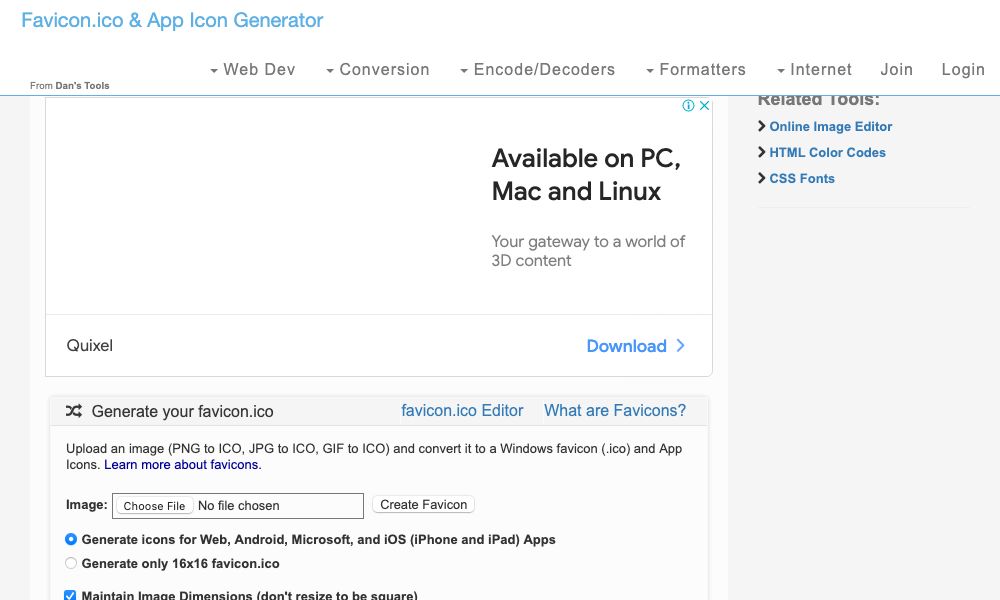 Favicon.ico & App Icon Generator
From Dan's Tools
Web Dev
Conversion
Encode/Decoders
Formatters
Internet
Join
Login
Available on PC,
Mac and Linux
Your gateway to a world of
3D content
Quixel
Download
Related Tools:
Online Image Editor
HTML Color Codes
CSS Fonts
Generate your favicon.ico
favicon.ico Editor
What are Favicons?
Upload an image (PNG to ICO, JPG to ICO, GIF to ICO) and convert it to a Windows favicon (.ico) and App
Icons. Learn more about favicons.
Image: Choose File No file chosen Create Favicon
Generate icons for Web, Android, Microsoft, and iOS (iPhone and iPad) Apps
Generate only 16x16 favicon.ico
Maintain Image Dimensions (don't resize to be square)